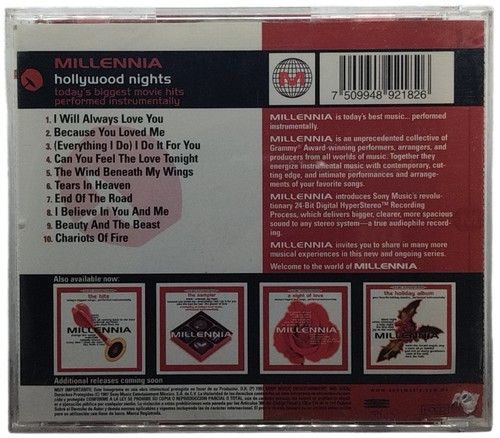 MILLENNIA
hollywood nights
today's biggest movie hits
performed instrumentally
1. I Will Always Love You
2. Because You Loved Me
3. (Everything I Do) I Do It For You
4. Can You Feel The Love Tonight
5. The Wind Beneath My Wings
6. Tears In Heaven
7. End Of The Road
8. I Believe In You And Me
9. Beauty And The Beast
10. Chariots Of Fire
M
7 509948 921826
MILLENNIA is today's best music... performed
instrumentally.
MILLENNIA is an unprecedented collective of
Grammy® Award-winning performers, arrangers, and
producers from all worlds of music. Together they
energize instrumental music with contemporary, cut-
ting edge, and intimate performances and arrange-
ments of your favorite songs.
MILLENNIA introduces Sony Music's revolu-
tionary 24-Bit Digital HyperStereo™ Recording
Process, which delivers bigger, clearer, more spacious
sound to any stereo system—a true audiophile record-
ing.
MILLENNIA invites you to share in many more
musical experiences in this new and ongoing series.
Welcome to the world of MILLENNIA.
Also available now:
the hits
MILLENNIA
the sampler
MILLENNIA
a night of love
MILLENNIA
the holiday album
MILLENNIA
Additional releases coming soon